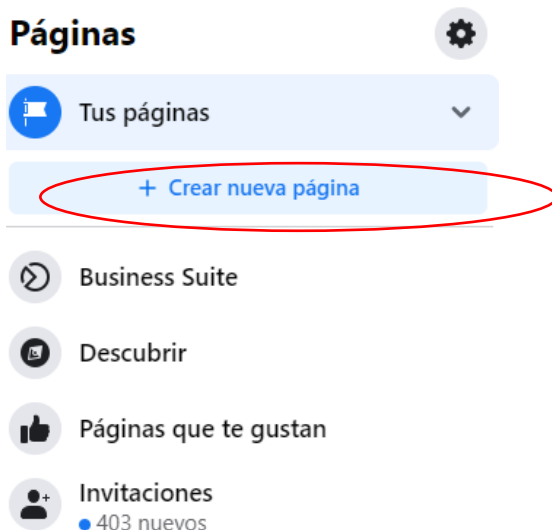 Páginas
Tus páginas
+ Crear nueva página
Business Suite
Descubrir
Páginas que te gustan
Invitaciones
403 nuevos